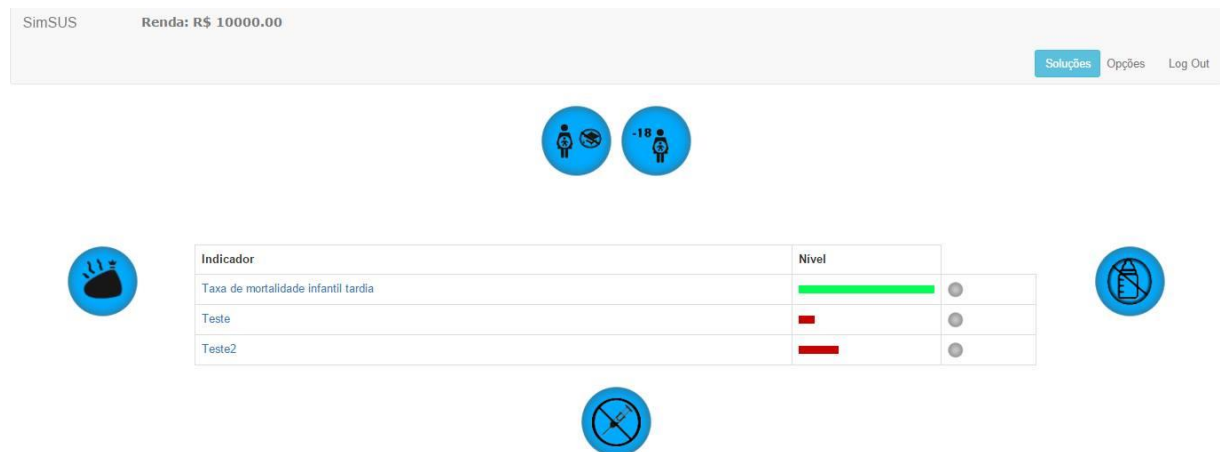 SimSUS Renda: R$ 10000.00
Soluções Opções Log Out
-18
Indicador Nível
Taxa de mortalidade infantil tardia
Teste
Teste2